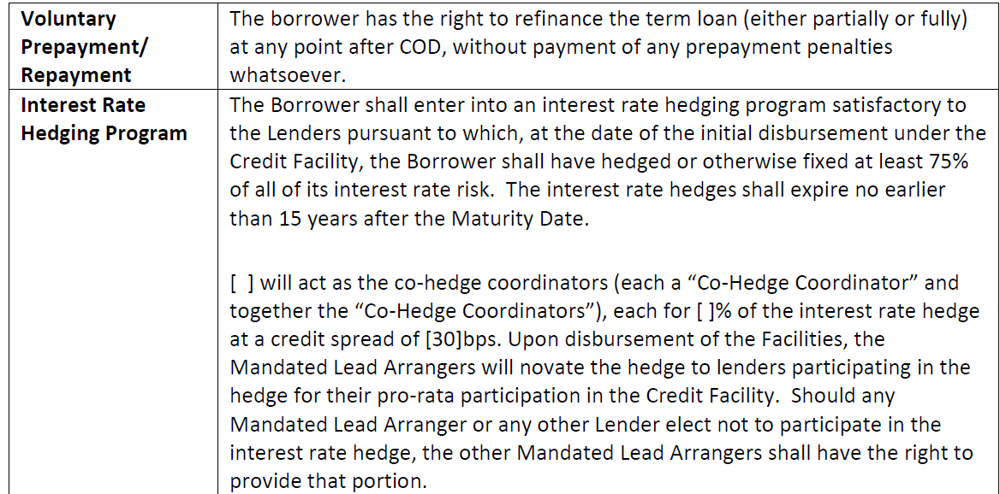 Voluntary Prepayment/ Repayment
The borrower has the right to refinance the term loan (either partially or fully)
at any point after COD, without payment of any prepayment penalties
whatsoever.
Interest Rate Hedging Program
The Borrower shall enter into an interest rate hedging program satisfactory to
the Lenders pursuant to which, at the date of the initial disbursement under the
Credit Facility, the Borrower shall have hedged or otherwise fixed at least 75%
of all of its interest rate risk.  The interest rate hedges shall expire no earlier
than 15 years after the Maturity Date.
[  ] will act as the co-hedge coordinators (each a “Co-Hedge Coordinator” and
together the “Co-Hedge Coordinators”), each for [ ]% of the interest rate hedge
at a credit spread of [30]bps. Upon disbursement of the Facilities, the
Mandated Lead Arrangers will novate the hedge to lenders participating in the
hedge for their pro-rata participation in the Credit Facility.  Should any
Mandated Lead Arranger or any other Lender elect not to participate in the
interest rate hedge, the other Mandated Lead Arrangers shall have the right to
provide that portion.